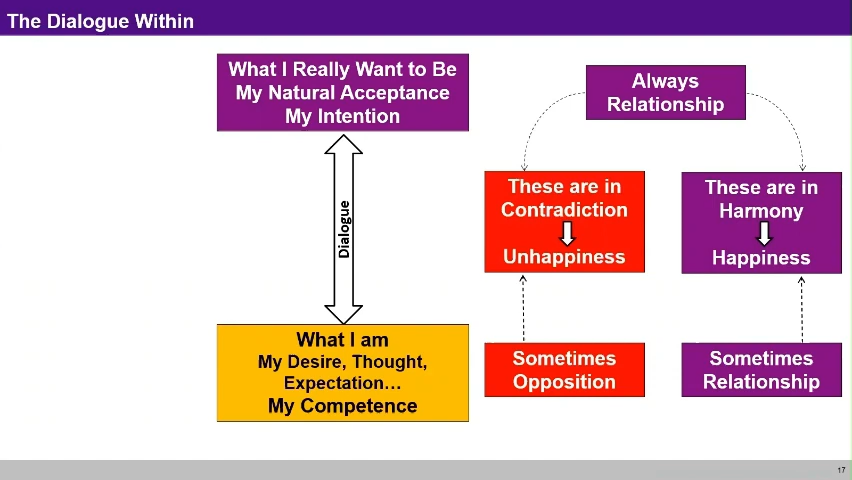 The Dialogue Within
What I Really Want to Be
My Natural Acceptance
My Intention
Dialogue
What I am
My Desire, Thought,
Expectation…
My Competence
Always
Relationship
These are in
Contradiction
Unhappiness
These are in
Harmony
Happiness
Sometimes
Opposition
Sometimes
Relationship
17